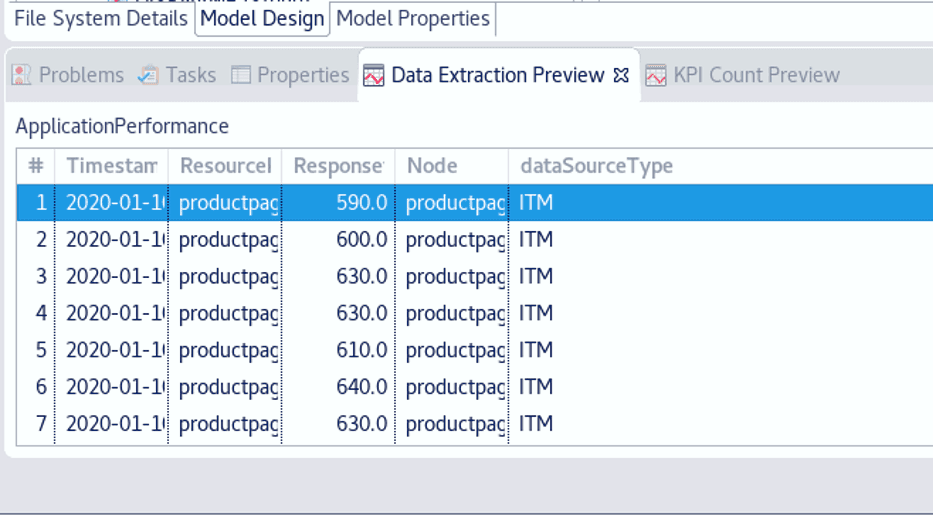 File System Details Model Design Model Properties
Problems Tasks Properties Data Extraction Preview KPI Count Preview
ApplicationPerformance
# Timestam Resourcel Response Node dataSourceType
1 2020-01-1 productpag 590.0 productpag ITM
2 2020-01-1 productpag 600.0 productpag ITM
3 2020-01-1 productpag 630.0 productpag ITM
4 2020-01-1 productpag 630.0 productpag ITM
5 2020-01-1 productpag 610.0 productpag ITM
6 2020-01-1 productpag 640.0 productpag ITM
7 2020-01-1 productpag 630.0 productpag ITM